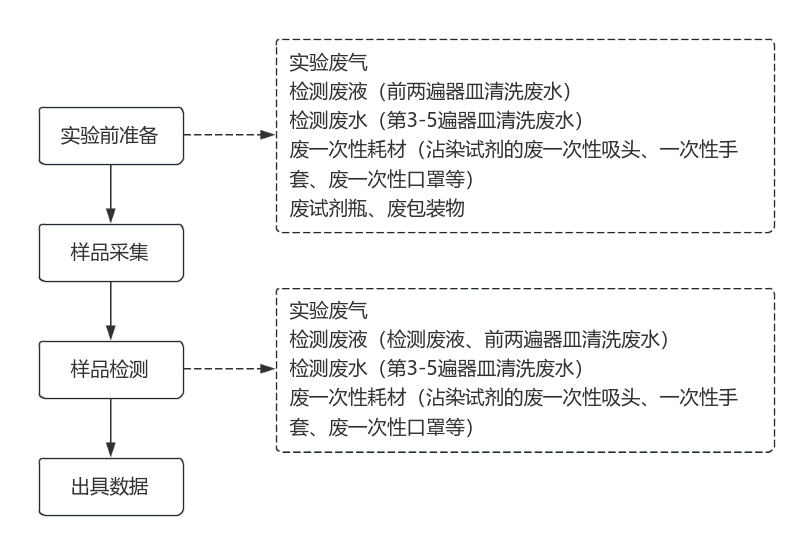 实验前准备
实验废气
检测废液（前两遍器皿清洗废水）
检测废水（第3-5遍器皿清洗废水）
废一次性耗材（沾染试剂的废一次性吸头、一次性手
套、废一次性口罩等）
废试剂瓶、废包装物
样品采集
样品检测
实验废气
检测废液（检测废液、前两遍器皿清洗废水）
检测废水（第3-5遍器皿清洗废水）
废一次性耗材（沾染试剂的废一次性吸头、一次性手
套、废一次性口罩等）
出具数据